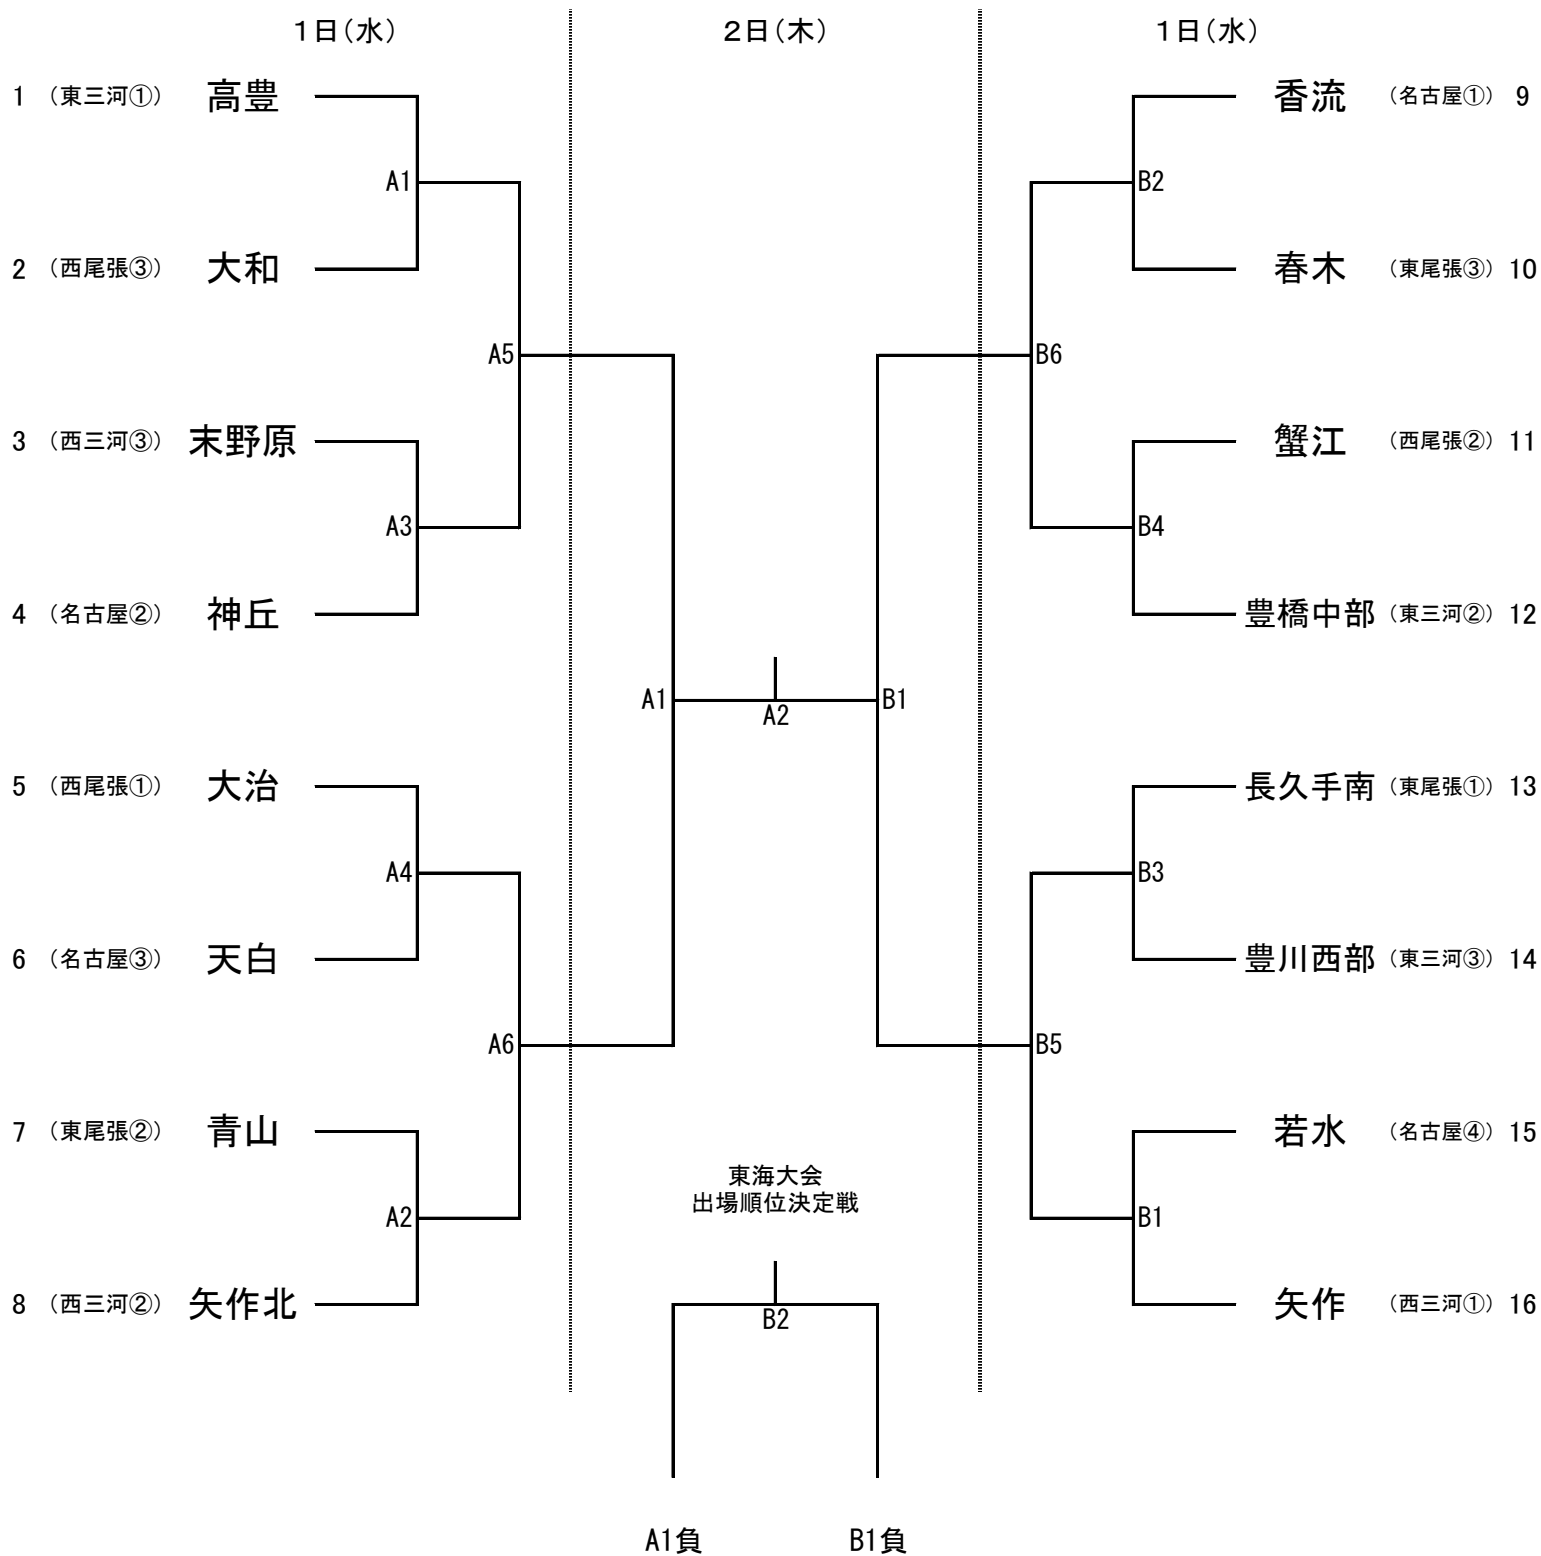 1日(水) 2日(木) 1日(水)
1 (東三河①) 高豊 香流 (名古屋①) 9
A1 B2
2 (西尾張③) 大和 春木 (東尾張③) 10
A5 B6
3 (西三河③) 末野原 蟹江 (西尾張②) 11
A3 B4
4 (名古屋②) 神丘 豊橋中部 (東三河②) 12
A1 B1
A2
5 (西尾張①) 大治 長久手南 (東尾張①) 13
A4 B3
6 (名古屋③) 天白 豊川西部 (東三河③) 14
A6 B5
7 (東尾張②) 青山 若水 (名古屋④) 15
東海大会
出場順位決定戦
A2 B1
8 (西三河②) 矢作北 矢作 (西三河①) 16
B2
A1負 B1負